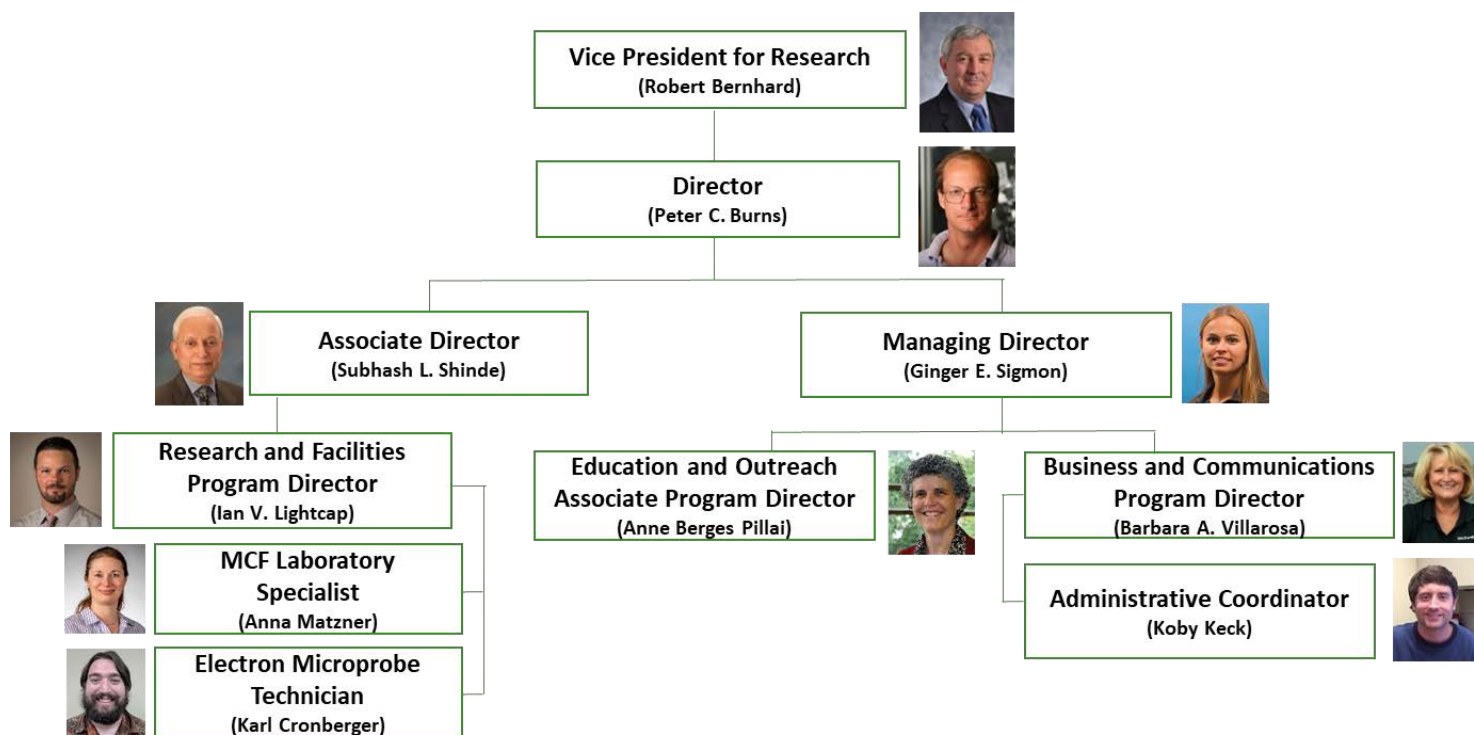 Vice President for Research
(Robert Bernhard)
Director
(Peter C. Burns)
Associate Director
(Subhash L. Shinde)
Managing Director
(Ginger E. Sigmon)
Research and Facilities
Program Director
(Ian V. Lightcap)
Education and Outreach
Associate Program Director
(Anne Berges Pillai)
Business and Communications
Program Director
(Barbara A. Villarosa)
MCF Laboratory
Specialist
(Anna Matzner)
Administrative Coordinator
(Koby Keck)
Electron Microprobe
Technician
(Karl Cronberger)